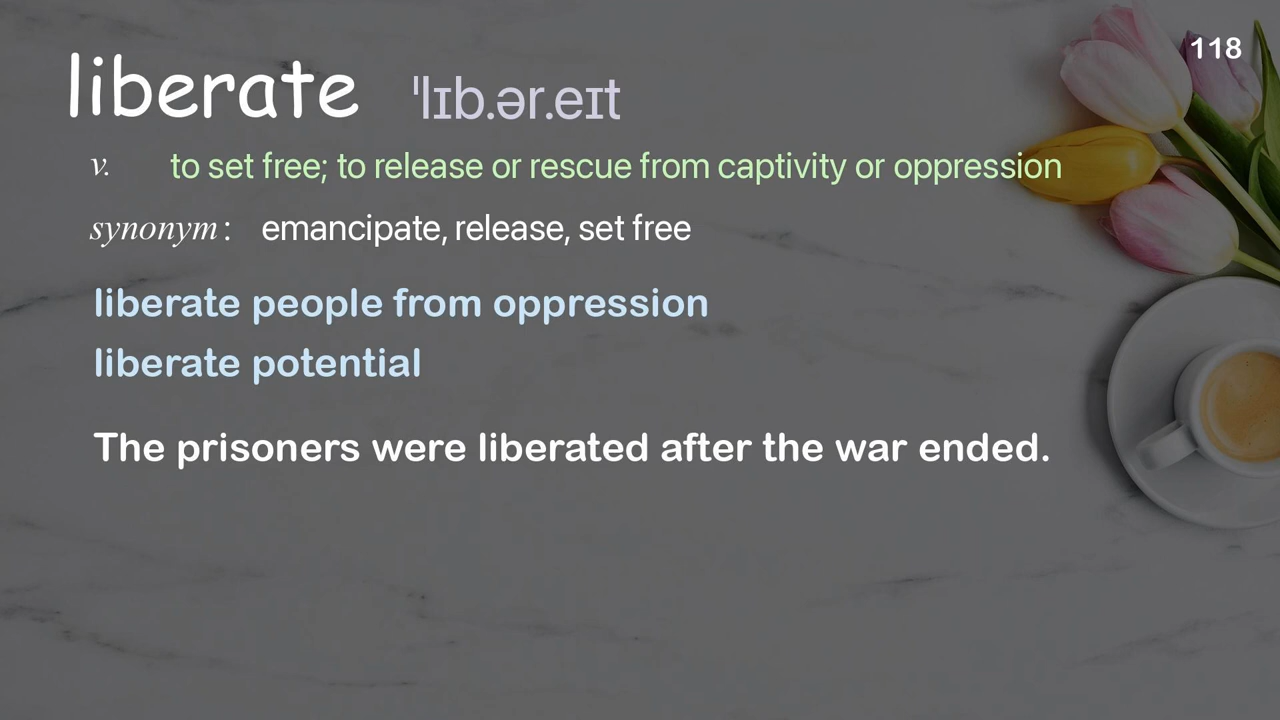 118
liberate ˈlɪb.ər.eɪt
v. to set free; to release or rescue from captivity or oppression
synonym: emancipate, release, set free
liberate people from oppression
liberate potential
The prisoners were liberated after the war ended.